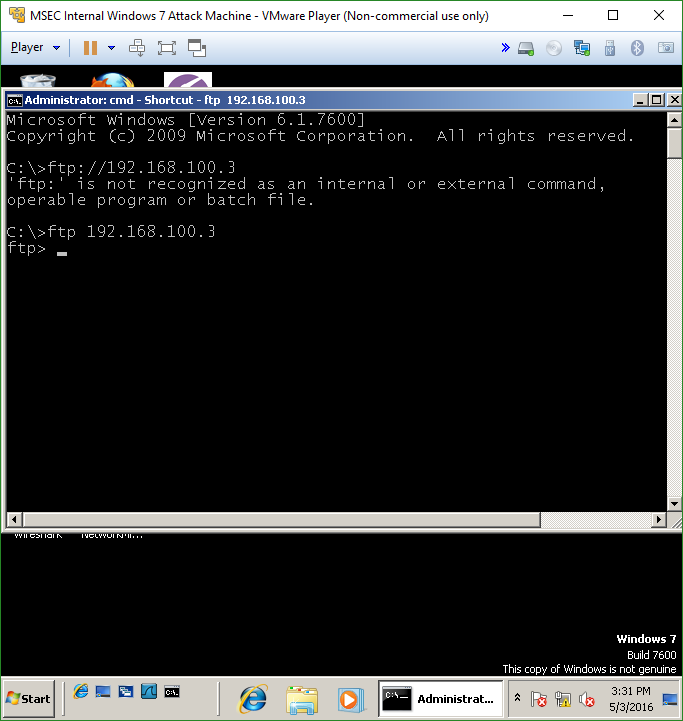 MSEC Internal Windows 7 Attack Machine - VMware Player (Non-commercial use only)
Player
Administrator: cmd - Shortcut - ftp 192.168.100.3
Microsoft Windows [Version 6.1.7600]
Copyright (c) 2009 Microsoft Corporation.  All rights reserved.
C:\>ftp://192.168.100.3
'ftp:' is not recognized as an internal or external command,
operable program or batch file.
C:\>ftp 192.168.100.3
ftp> _
Wireshark
Windows 7
Build 7600
This copy of Windows is not genuine
Start
Administrat...
3:31 PM
5/3/2016